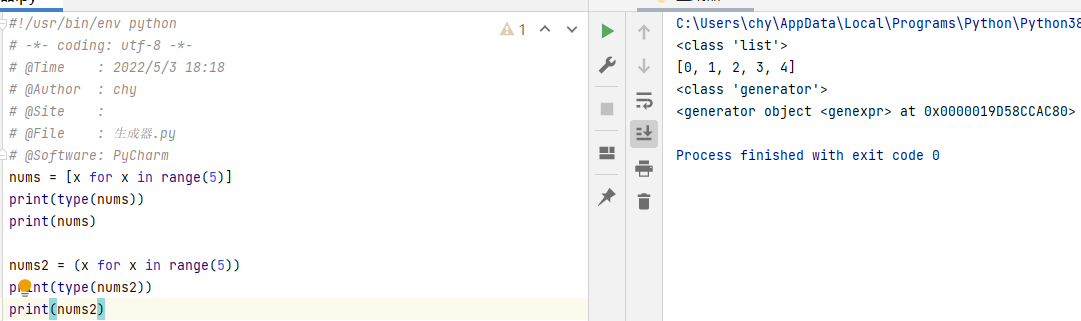 #!/usr/bin/env python
# -*- coding: utf-8 -*-
# @Time    : 2022/5/3 18:18
# @Author  : chy
# @Site    :
# @File    : 生成器.py
# @Software: PyCharm
nums = [x for x in range(5)]
print(type(nums))
print(nums)
nums2 = (x for x in range(5))
print(type(nums2))
print(nums2)
1
C:\Users\chy\AppData\Local\Programs\Python\Python38
<class 'list'>
[0, 1, 2, 3, 4]
<class 'generator'>
<generator object <genexpr> at 0x0000019D58CCAC80>
Process finished with exit code 0